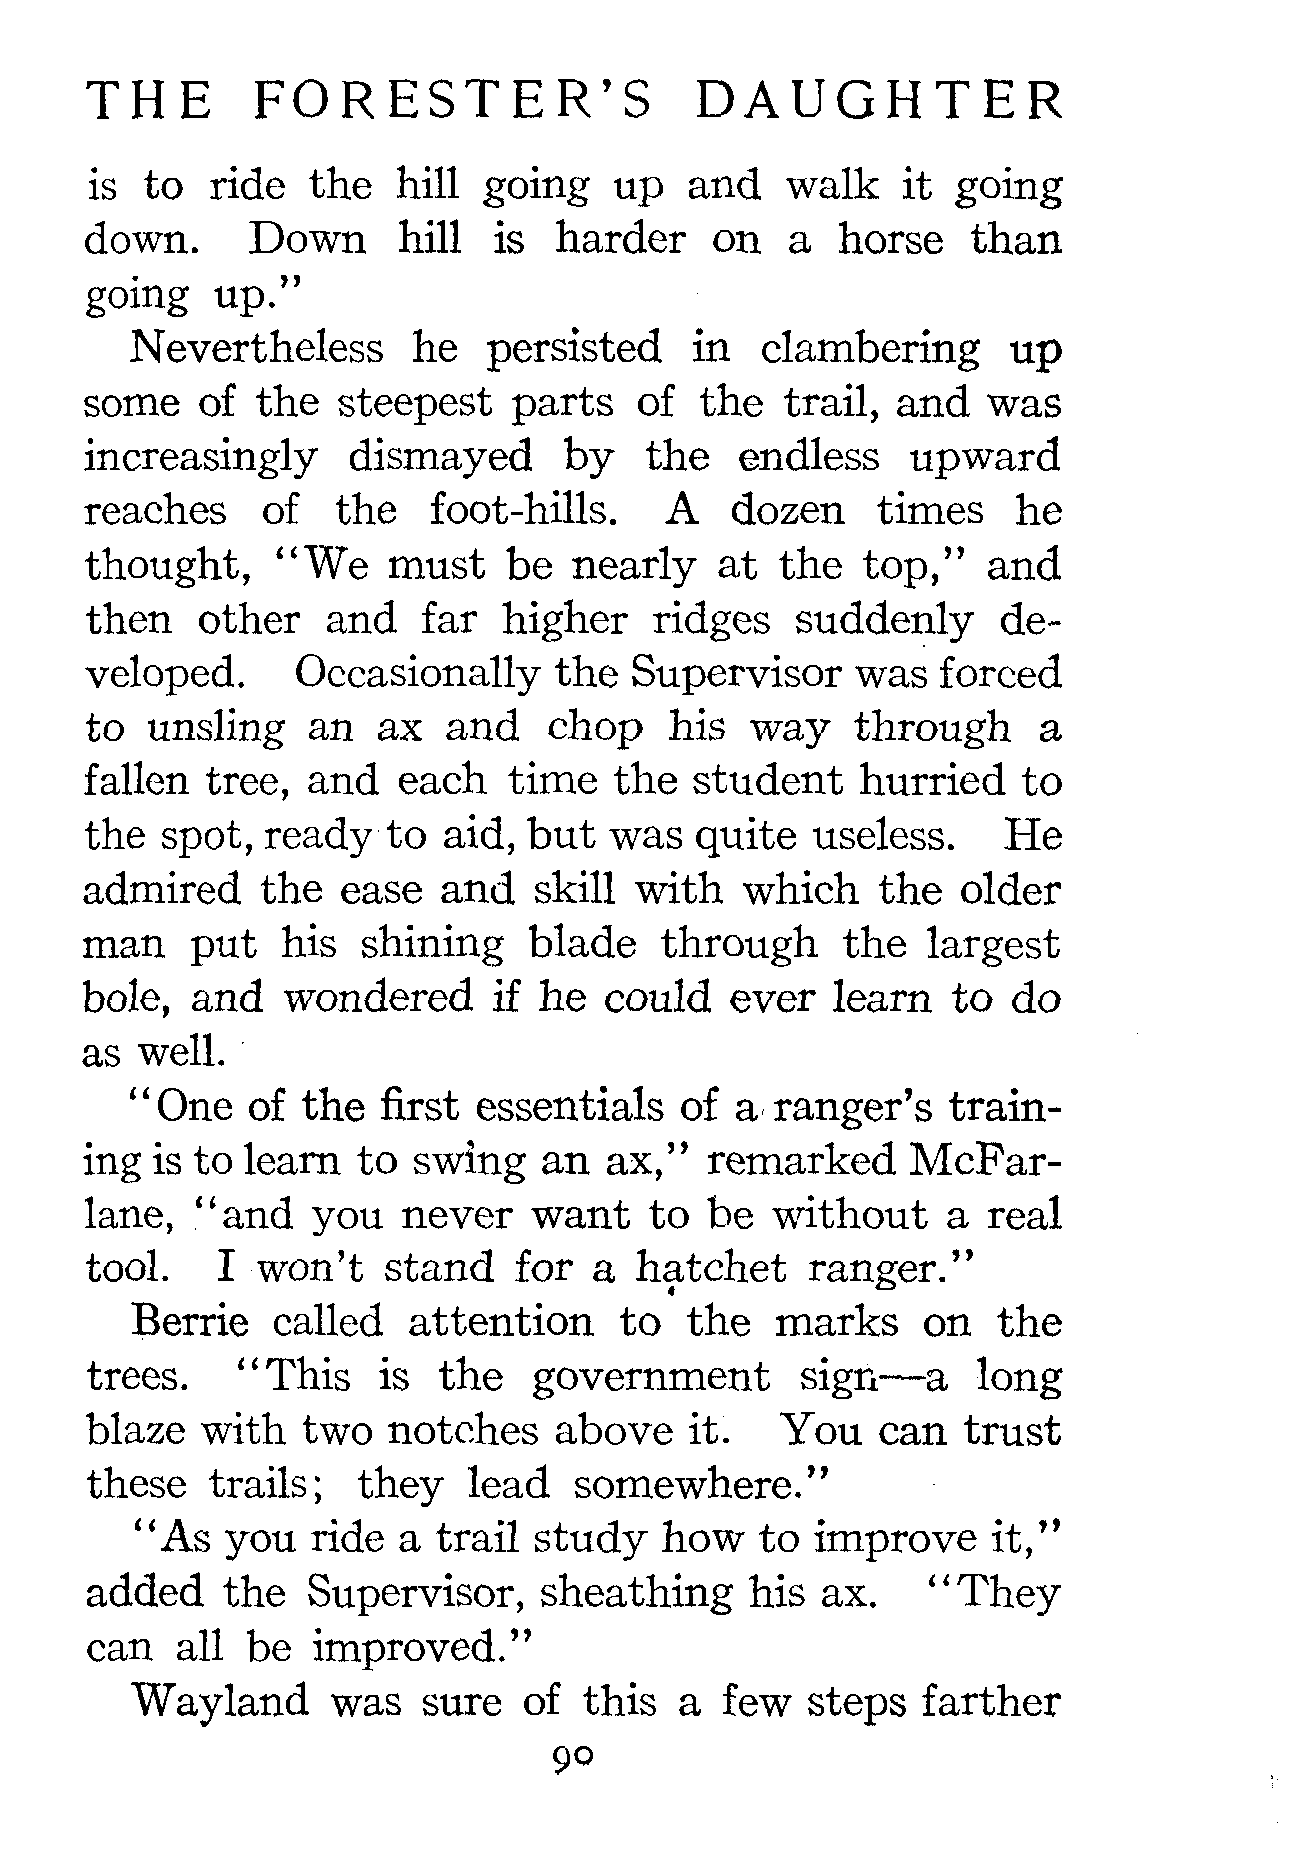 THE FORESTER'S DAUGHTER
is to ride the hill going up and walk it going
down. Down hill is harder on a horse than
going up."
Nevertheless he persisted in clambering up
some of the steepest parts of the trail, and was
increasingly dismayed by the endless upward
reaches of the foot-hills. A dozen times he
thought, "We must be nearly at the top," and
then other and far higher ridges suddenly de-
veloped. Occasionally the Supervisor was forced
to unsling an ax and chop his way through a
fallen tree, and each time the student hurried to
the spot, ready to aid, but was quite useless. He
admired the ease and skill with which the older
man put his shining blade through the largest
bole, and wondered if he could ever learn to do
as well.
"One of the first essentials of a ranger's train-
ing is to learn to swing an ax," remarked McFar-
lane, "and you never want to be without a real
tool. I won't stand for a hatchet ranger."
Berrie called attention to the marks on the
trees. "This is the government sign—a long
blaze with two notches above it. You can trust
these trails; they lead somewhere."
"As you ride a trail study how to improve it,"
added the Supervisor, sheathing his ax. "They
can all be improved."
Wayland was sure of this a few steps farther
90